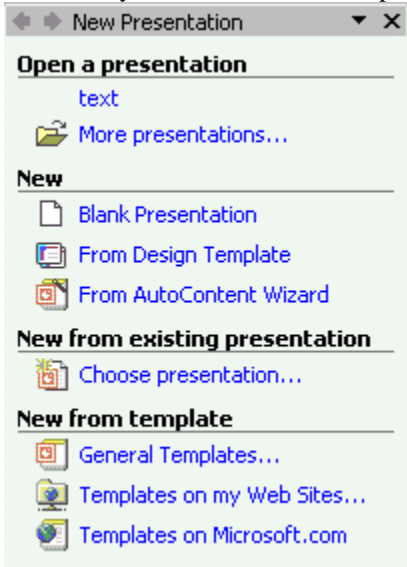 New Presentation
Open a presentation
text
More presentations...
New
Blank Presentation
From Design Template
From AutoContent Wizard
New from existing presentation
Choose presentation...
New from template
General Templates...
Templates on my Web Sites...
Templates on Microsoft.com